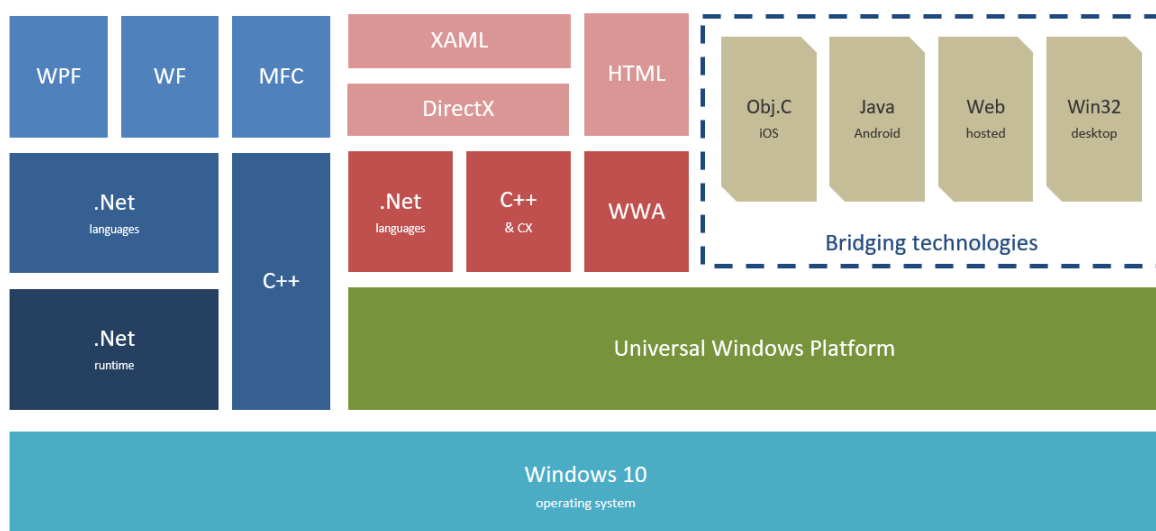 WPF
WF
MFC
XAML
DirectX
HTML
Obj.C
iOS
Java
Android
Web
hosted
Win32
desktop
Bridging technologies
.Net
languages
C++
.Net
languages
C++
& CX
WWA
.Net
runtime
Universal Windows Platform
Windows 10
operating system